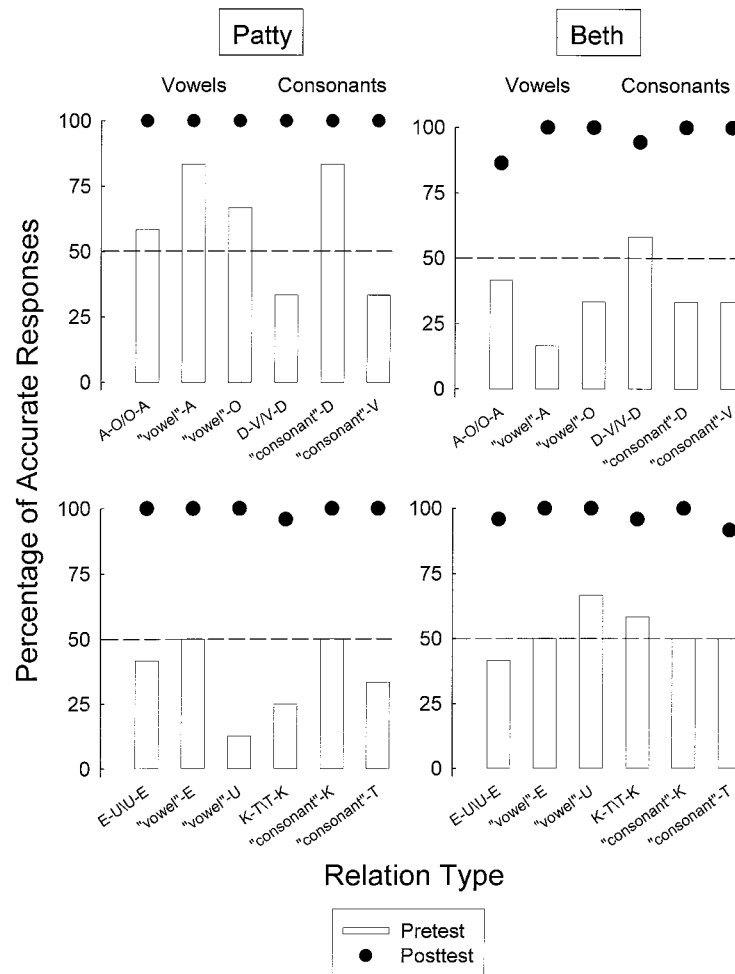 Patty
Beth
Vowels Consonants
Vowels Consonants
Percentage of Accurate Responses
100
75
50
25
0
A-O/O-A
"vowel"-A
"vowel"-O
D-V/V-D
"consonant"-D
"consonant"-V
100
75
50
25
0
A-O/O-A
"vowel"-A
"vowel"-O
D-V/V-D
"consonant"-D
"consonant"-V
100
75
50
25
0
E-U\U-E
"vowel"-E
"vowel"-U
K-T\T-K
"consonant"-K
"consonant"-T
100
75
50
25
0
E-U\U-E
"vowel"-E
"vowel"-U
K-T\T-K
"consonant"-K
"consonant"-T
Relation Type
Pretest
Posttest